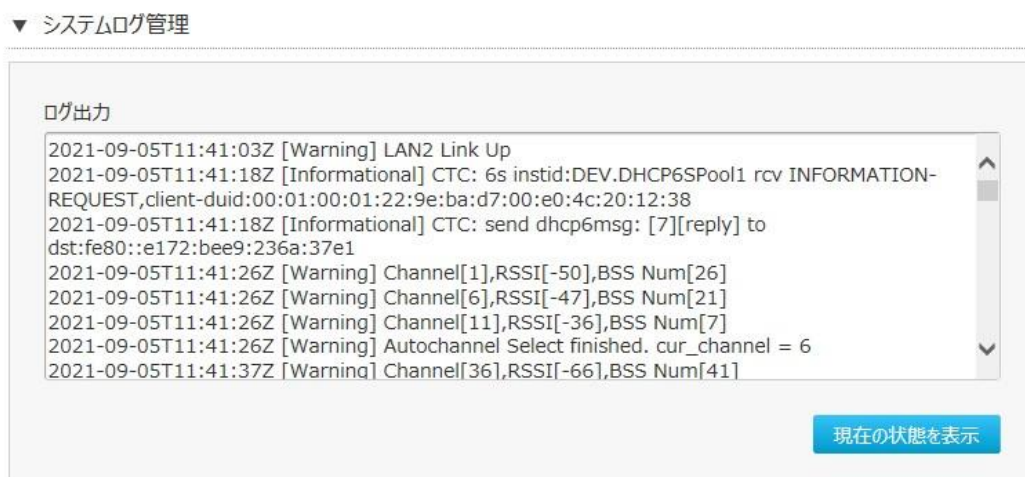 ▼ システムログ管理
ログ出力
2021-09-05T11:41:03Z [Warning] LAN2 Link Up
2021-09-05T11:41:18Z [Informational] CTC: 6s instid:DEV.DHCP6SPool1 rcv INFORMATION-
REQUEST,client-duid:00:01:00:01:22:9e:ba:d7:00:e0:4c:20:12:38
2021-09-05T11:41:18Z [Informational] CTC: send dhcp6msg: [7][reply] to
dst:fe80::e172:bee9:236a:37e1
2021-09-05T11:41:26Z [Warning] Channel[1],RSSI[-50],BSS Num[26]
2021-09-05T11:41:26Z [Warning] Channel[6],RSSI[-47],BSS Num[21]
2021-09-05T11:41:26Z [Warning] Channel[11],RSSI[-36],BSS Num[7]
2021-09-05T11:41:26Z [Warning] Autochannel Select finished. cur_channel = 6
2021-09-05T11:41:37Z [Warning] Channel[36],RSSI[-66],BSS Num[41]
現在の状態を表示